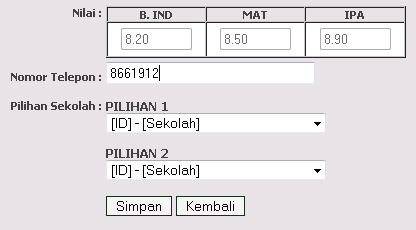 Nilai : B. IND MAT IPA
8.20 8.50 8.90
Nomor Telepon : 8661912
Pilihan Sekolah : PILIHAN 1
[ID] - [Sekolah]
PILIHAN 2
[ID] - [Sekolah]
Simpan Kembali